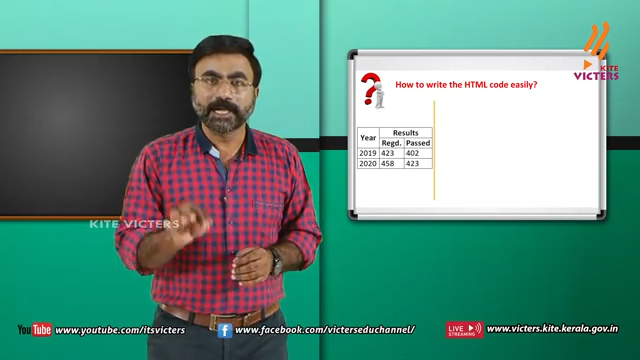 KITE
VICTERS
How to write the HTML code easily?
Year Results
Regd. Passed
2019 423 402
2020 458 423
KITE VICTERS
You Tube www.youtube.com/itsvicters
f www.facebook.com/victerseduchannel/
LIVE STREAMING www.victers.kite.kerala.gov.in